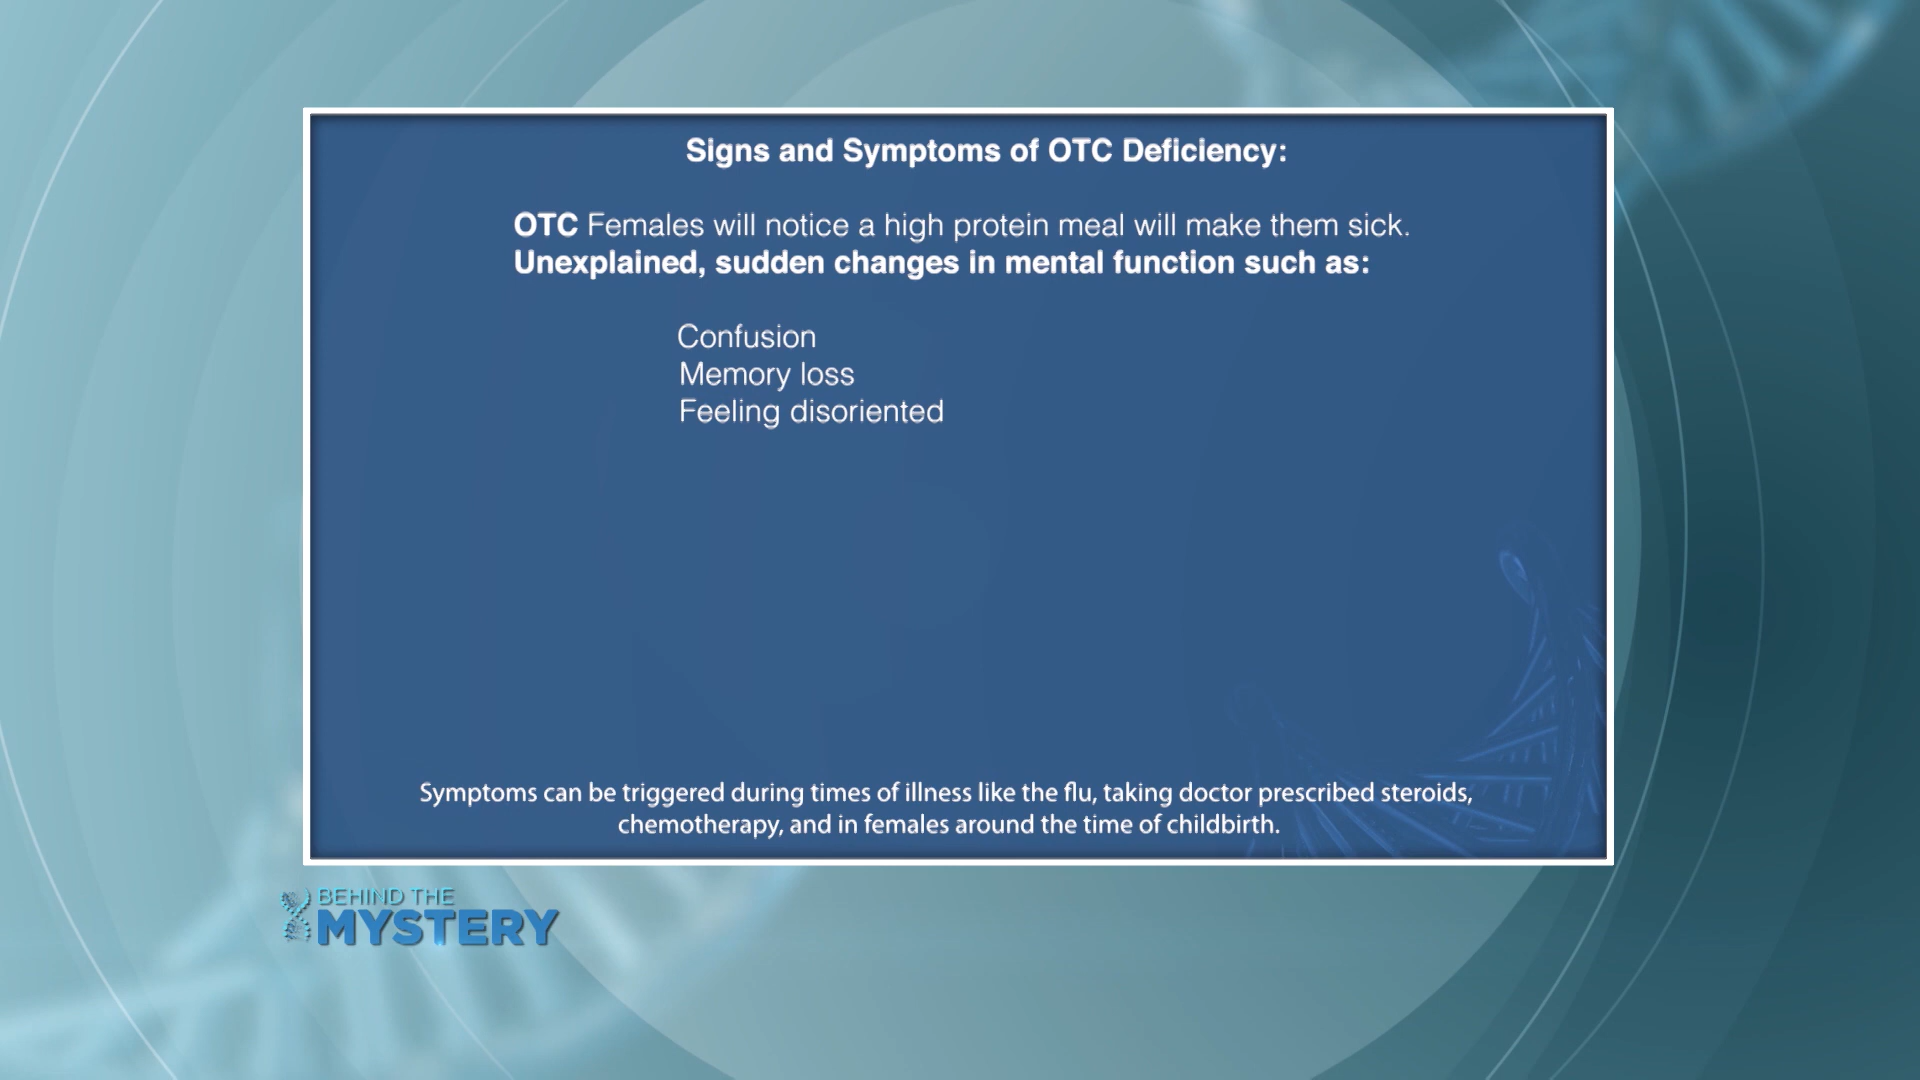 Signs and Symptoms of OTC Deficiency:
OTC Females will notice a high protein meal will make them sick.
Unexplained, sudden changes in mental function such as:
Confusion
Memory loss
Feeling disoriented
Symptoms can be triggered during times of illness like the flu, taking doctor prescribed steroids,
chemotherapy, and in females around the time of childbirth.
BEHIND THE
MYSTERY